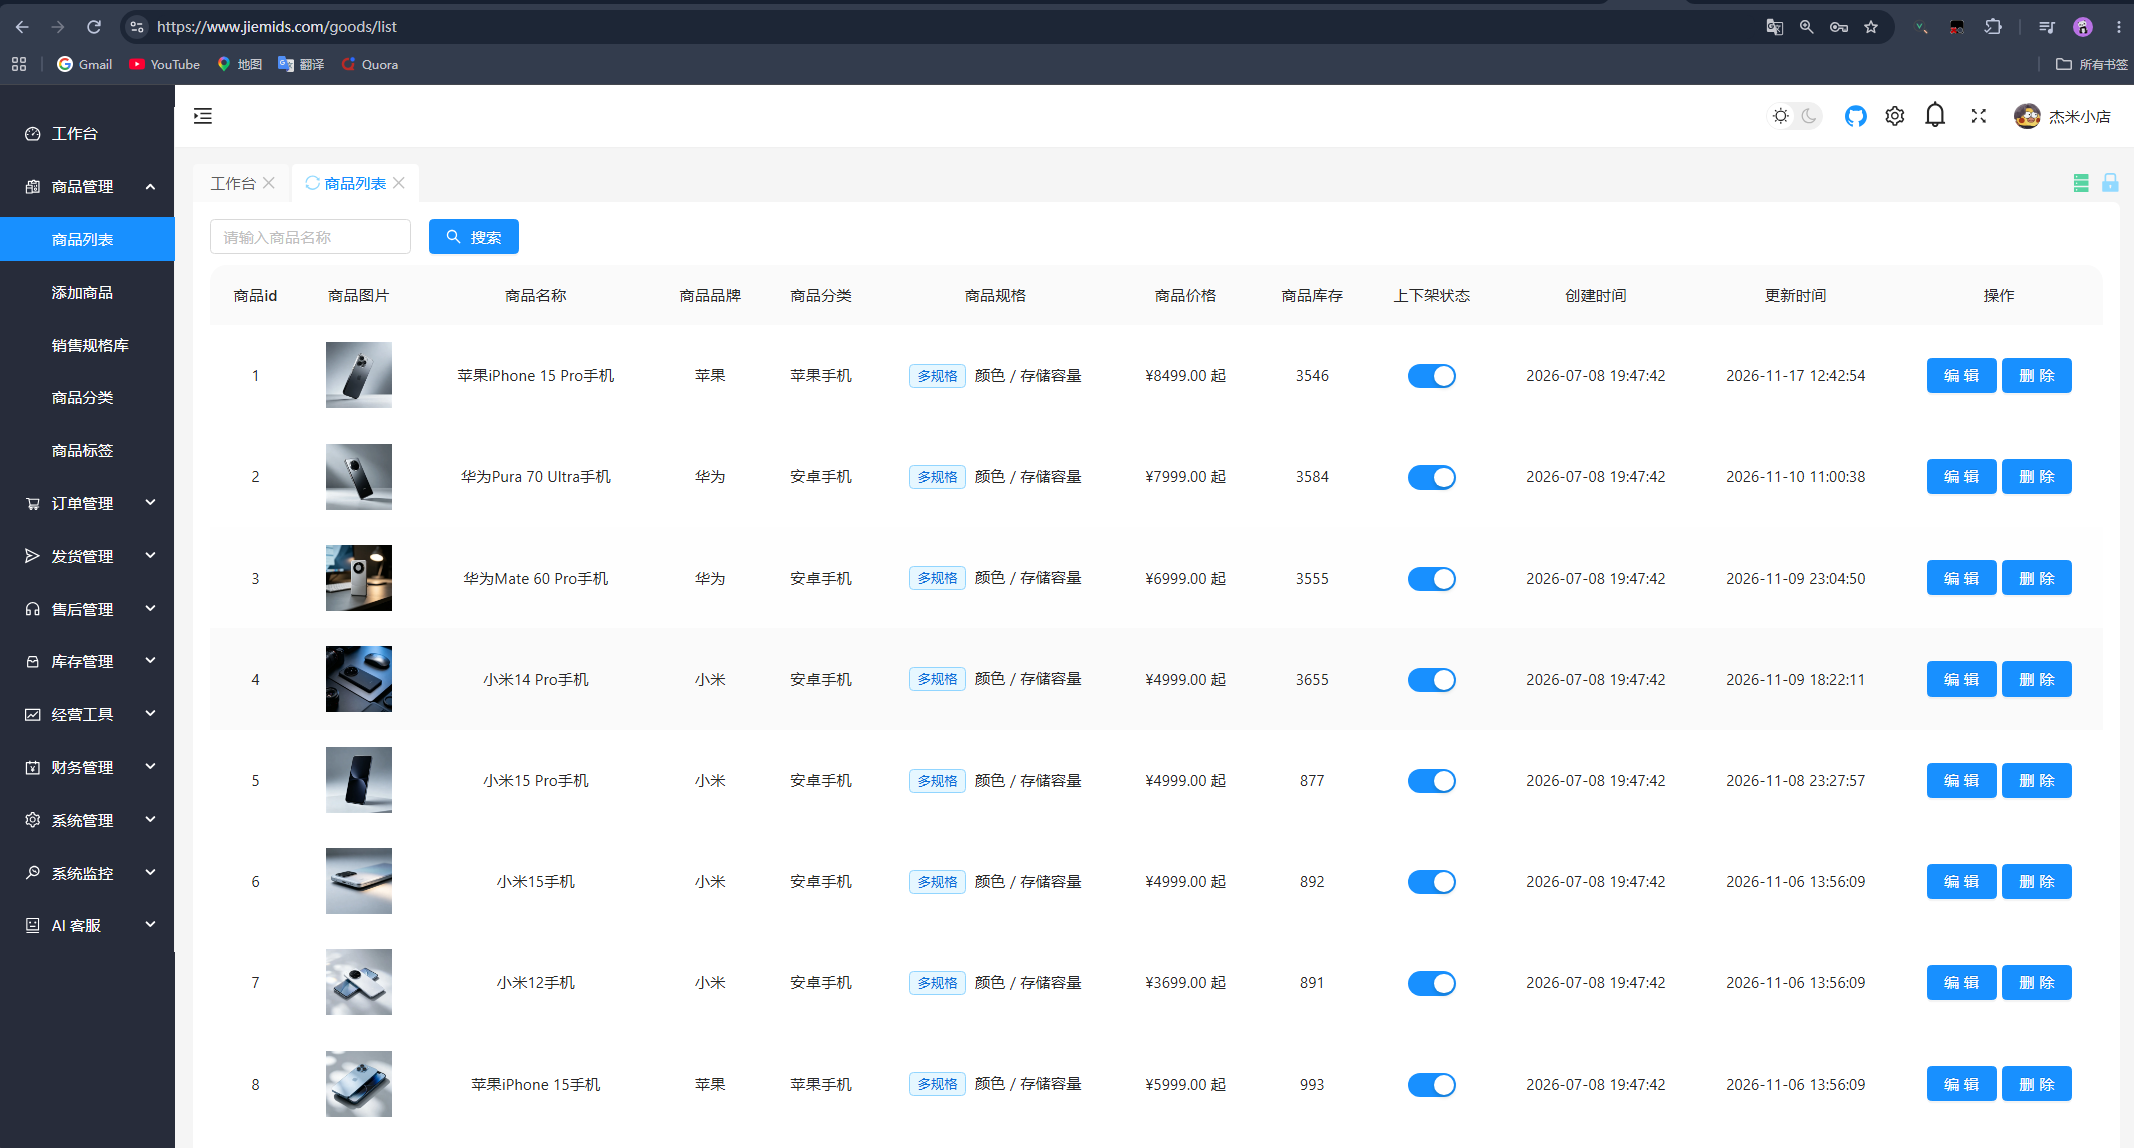 https://www.jiemids.com/goods/list
Gmail YouTube 地图 翻译 Quora 所有书签
工作台
商品管理
商品列表
添加商品
销售规格库
商品分类
商品标签
订单管理
发货管理
售后管理
库存管理
经营工具
财务管理
系统管理
系统监控
AI 客服
杰米小店
工作台 商品列表
请输入商品名称 搜索
商品id 商品图片 商品名称 商品品牌 商品分类 商品规格 商品价格 商品库存 上下架状态 创建时间 更新时间 操作
1 苹果iPhone 15 Pro手机 苹果 苹果手机 多规格 颜色 / 存储容量 ¥8499.00 起 3546 2026-07-08 19:47:42 2026-11-17 12:42:54 编 辑 删 除
2 华为Pura 70 Ultra手机 华为 安卓手机 多规格 颜色 / 存储容量 ¥7999.00 起 3584 2026-07-08 19:47:42 2026-11-10 11:00:38 编 辑 删 除
3 华为Mate 60 Pro手机 华为 安卓手机 多规格 颜色 / 存储容量 ¥6999.00 起 3555 2026-07-08 19:47:42 2026-11-09 23:04:50 编 辑 删 除
4 小米14 Pro手机 小米 安卓手机 多规格 颜色 / 存储容量 ¥4999.00 起 3655 2026-07-08 19:47:42 2026-11-09 18:22:11 编 辑 删 除
5 小米15 Pro手机 小米 安卓手机 多规格 颜色 / 存储容量 ¥4999.00 起 877 2026-07-08 19:47:42 2026-11-08 23:27:57 编 辑 删 除
6 小米15手机 小米 安卓手机 多规格 颜色 / 存储容量 ¥4999.00 起 892 2026-07-08 19:47:42 2026-11-06 13:56:09 编 辑 删 除
7 小米12手机 小米 安卓手机 多规格 颜色 / 存储容量 ¥3699.00 起 891 2026-07-08 19:47:42 2026-11-06 13:56:09 编 辑 删 除
8 苹果iPhone 15手机 苹果 苹果手机 多规格 颜色 / 存储容量 ¥5999.00 起 993 2026-07-08 19:47:42 2026-11-06 13:56:09 编 辑 删 除